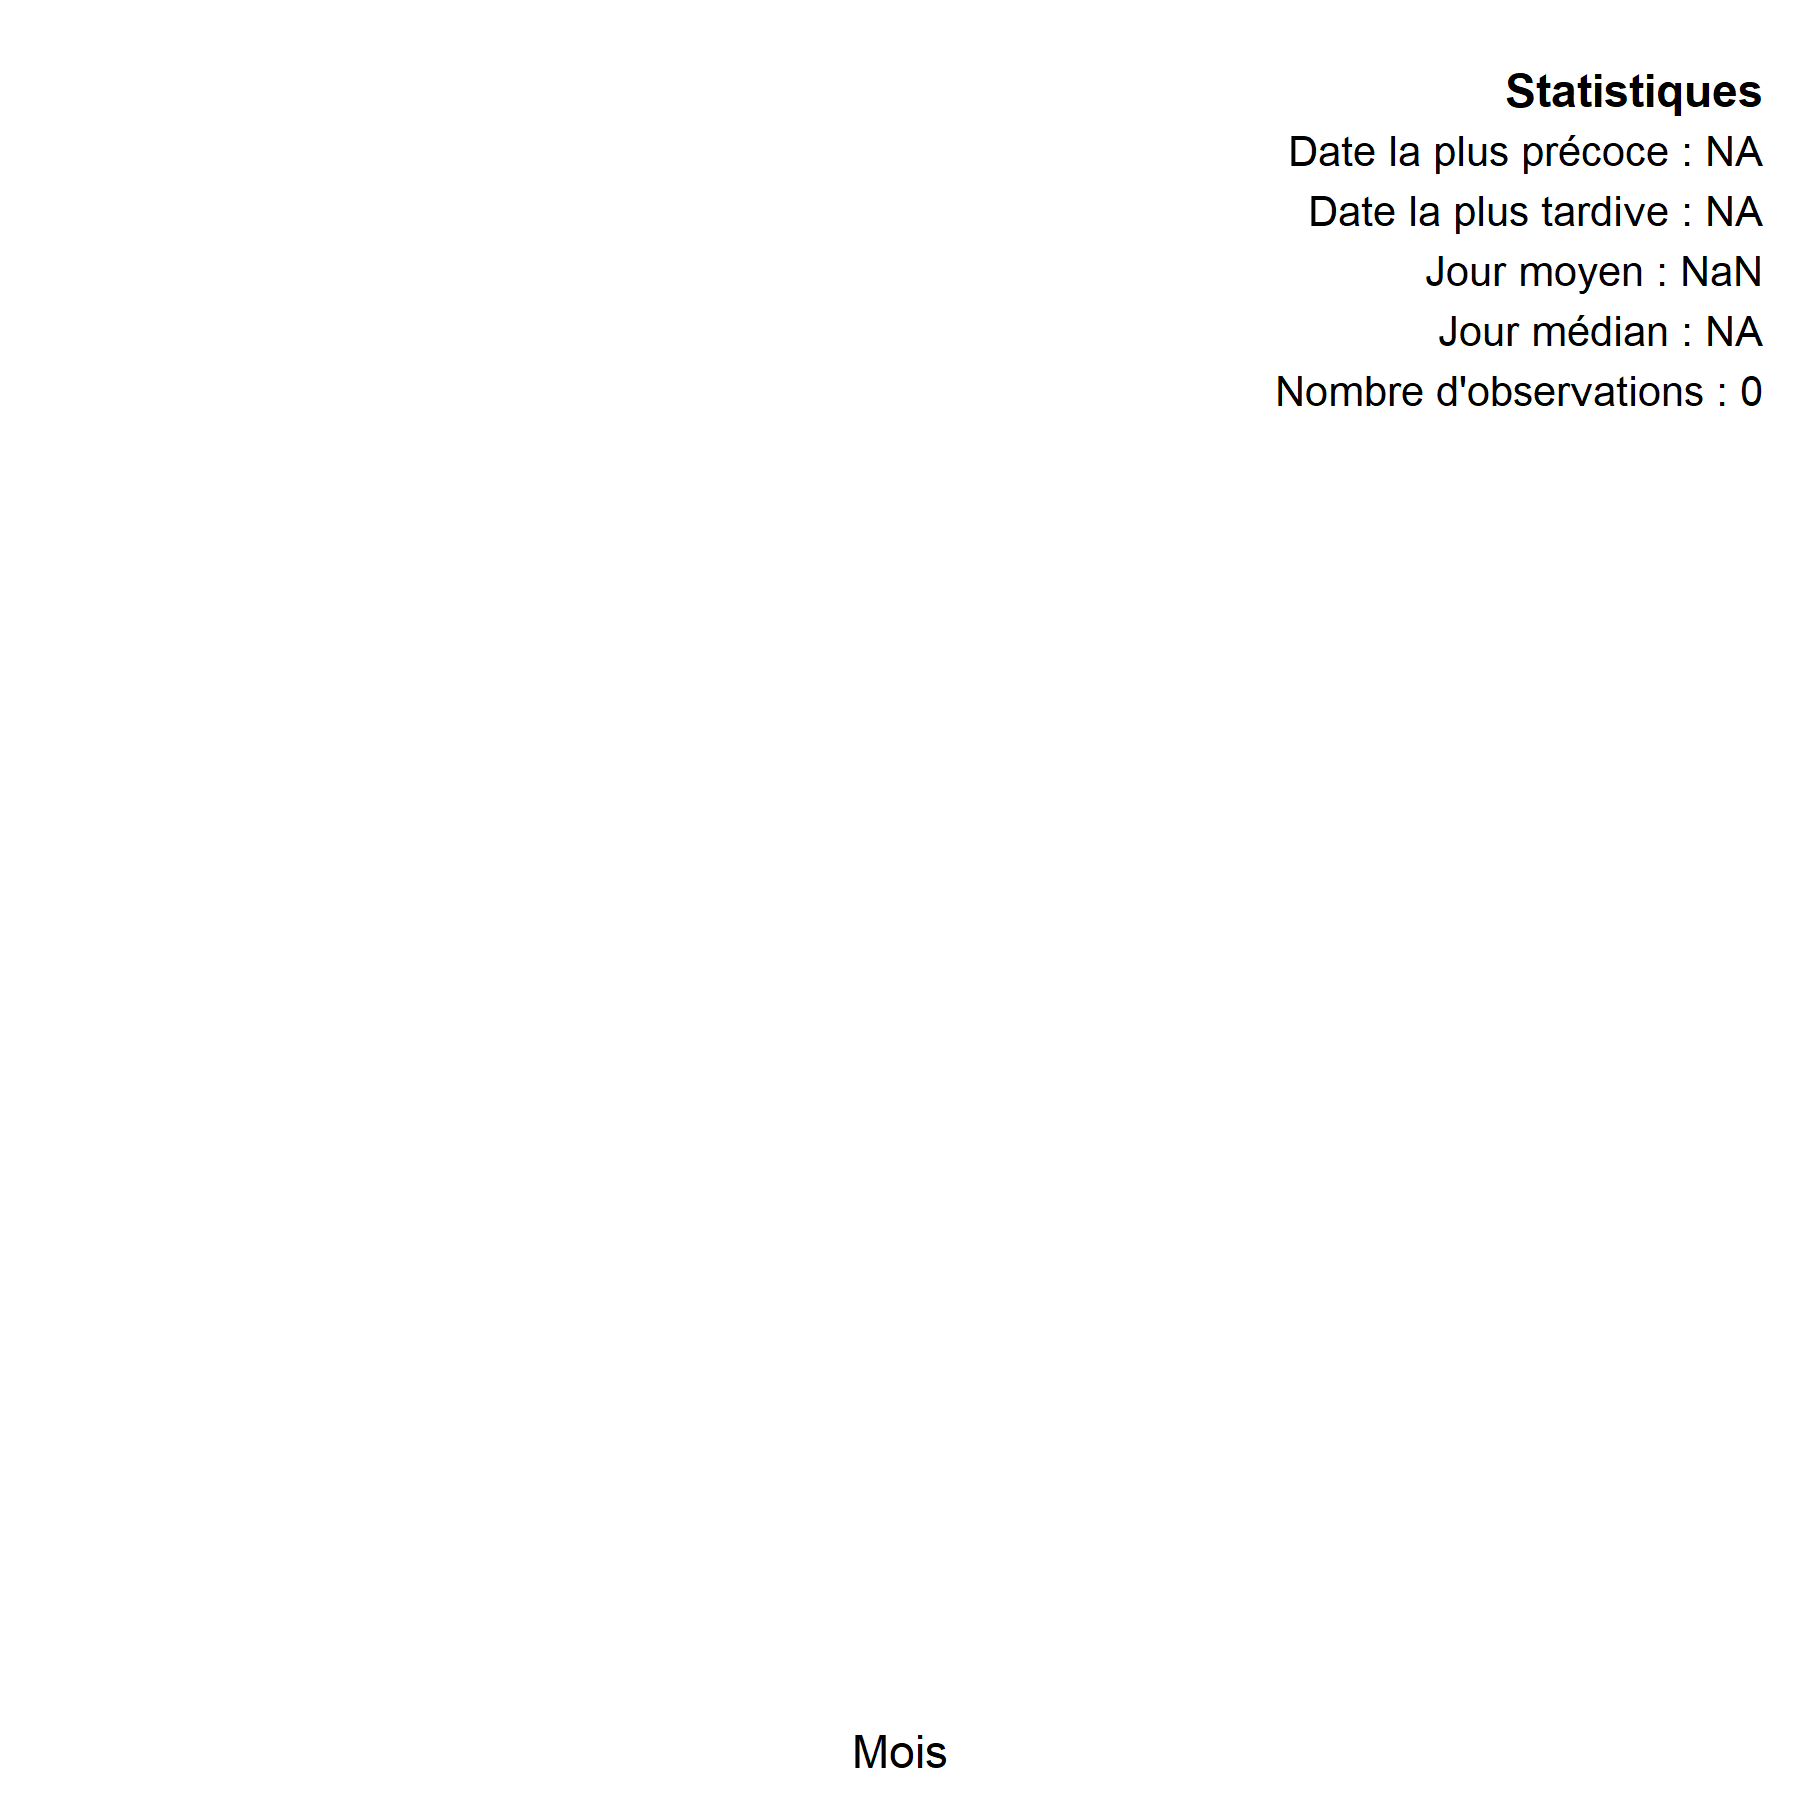 Statistiques
Date la plus précoce : NA
Date la plus tardive : NA
Jour moyen : NaN
Jour médian : NA
Nombre d'observations : 0
Mois